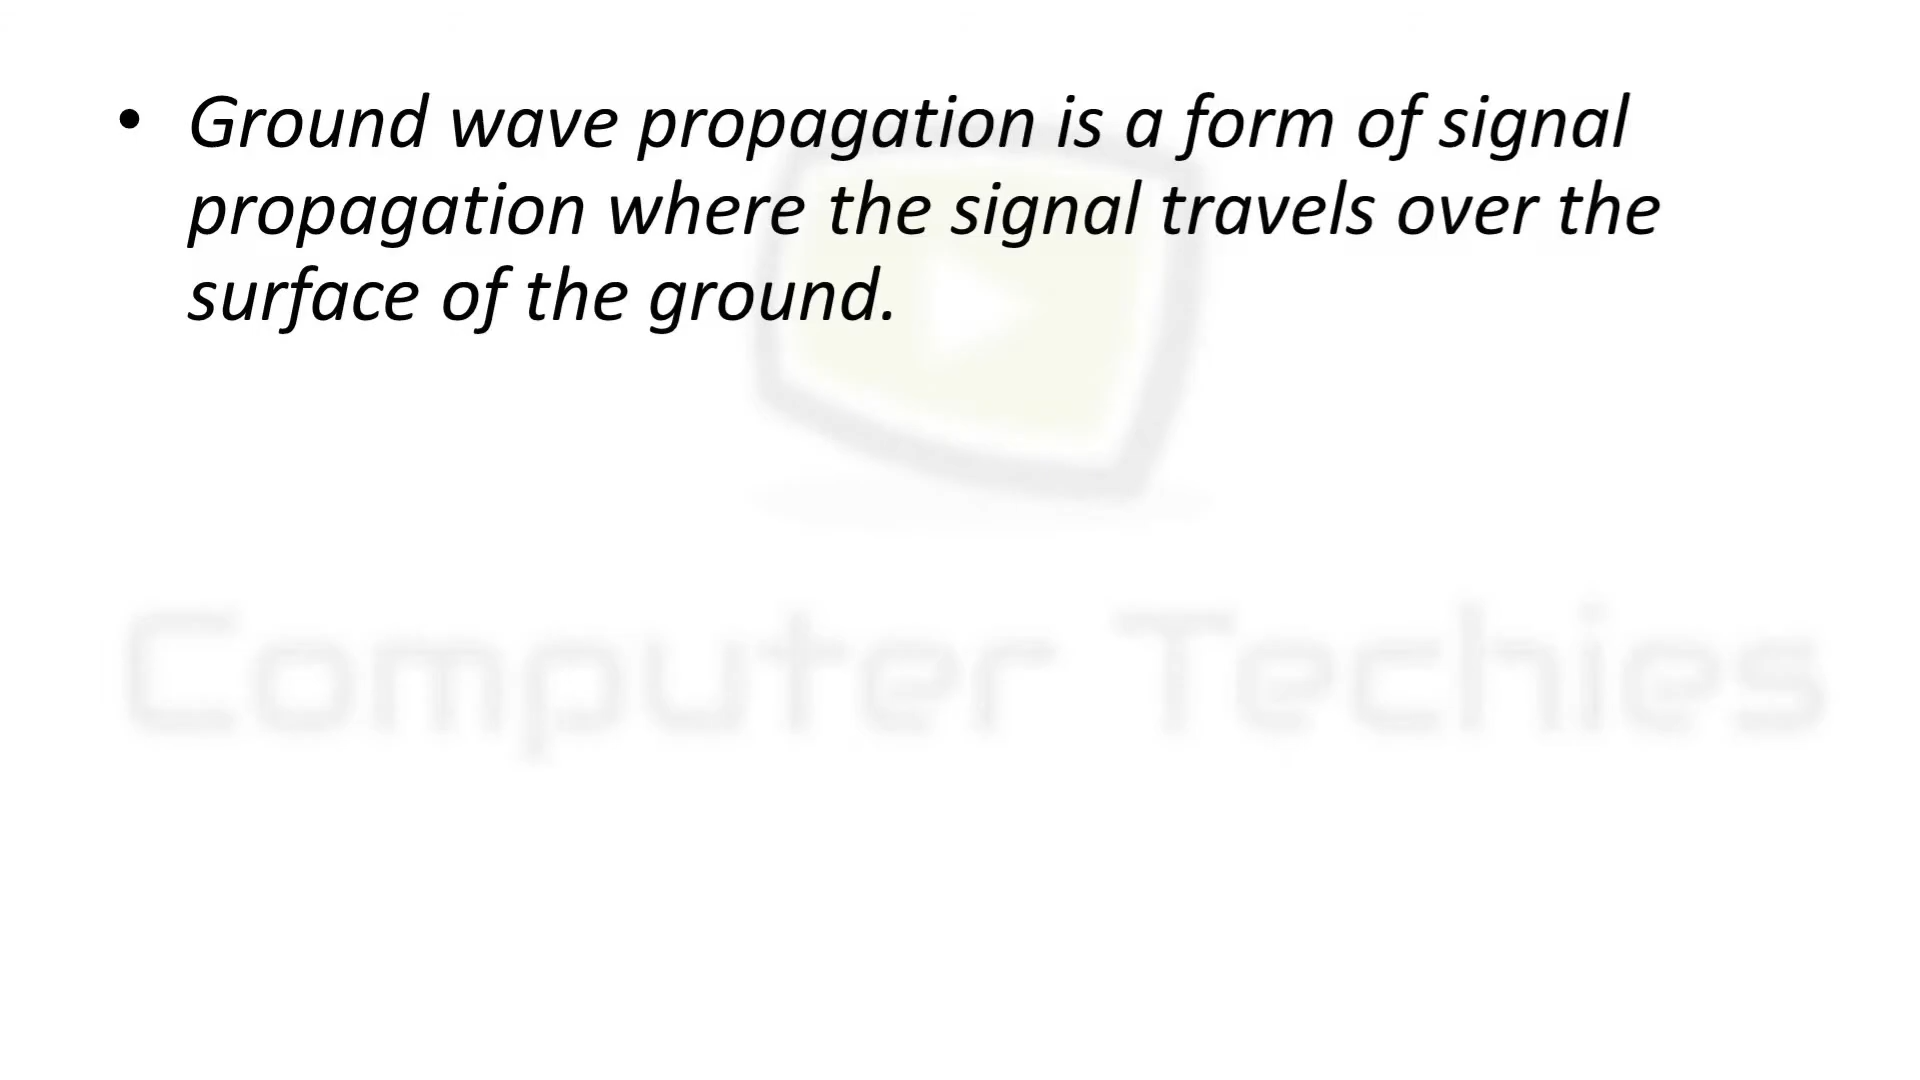 • Ground wave propagation is a form of signal
propagation where the signal travels over the
surface of the ground.
Computer Techies